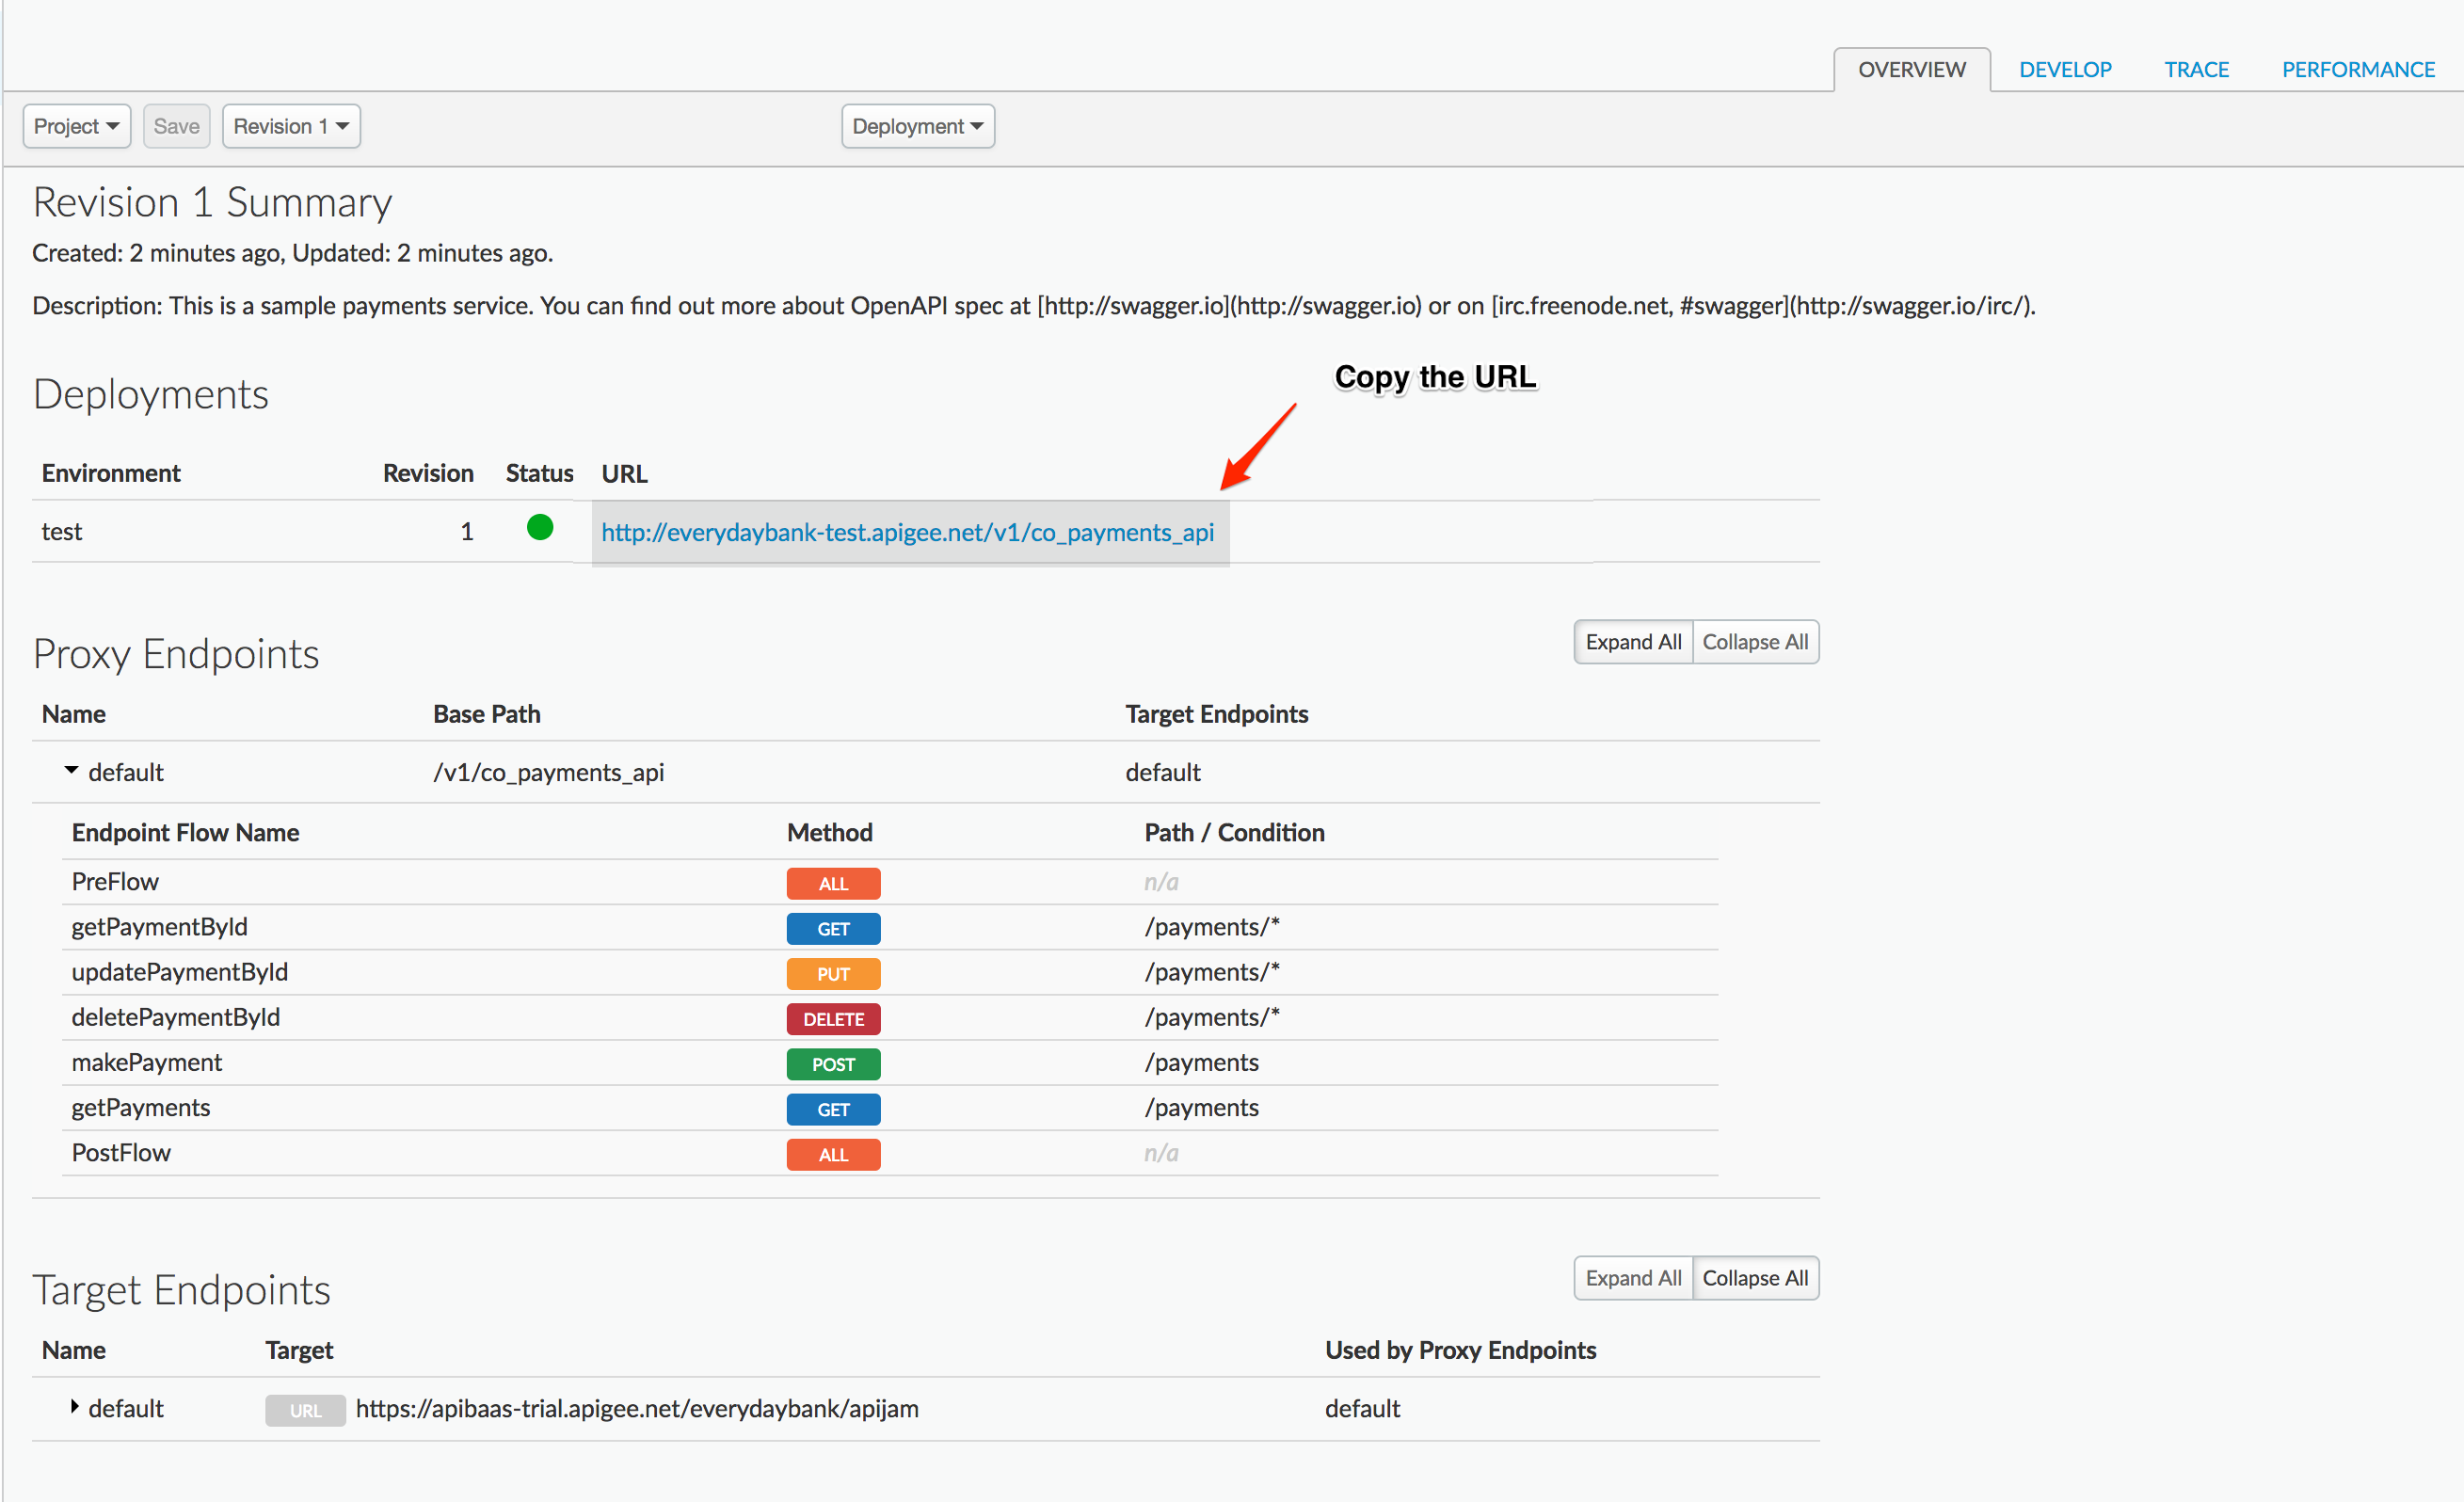 OVERVIEW DEVELOP TRACE PERFORMANCE
Project Save Revision 1 Deployment
Revision 1 Summary
Created: 2 minutes ago, Updated: 2 minutes ago.
Description: This is a sample payments service. You can find out more about OpenAPI spec at [http://swagger.io](http://swagger.io) or on [irc.freenode.net, #swagger](http://swagger.io/irc/).
Copy the URL
Deployments
Environment Revision Status URL
test 1 http://everydaybank-test.apigee.net/v1/co_payments_api
Proxy Endpoints Expand All Collapse All
Name Base Path Target Endpoints
default /v1/co_payments_api default
Endpoint Flow Name Method Path / Condition
PreFlow ALL n/a
getPaymentById GET /payments/*
updatePaymentById PUT /payments/*
deletePaymentById DELETE /payments/*
makePayment POST /payments
getPayments GET /payments
PostFlow ALL n/a
Target Endpoints Expand All Collapse All
Name Target Used by Proxy Endpoints
default URL https://apibaas-trial.apigee.net/everydaybank/apijam default